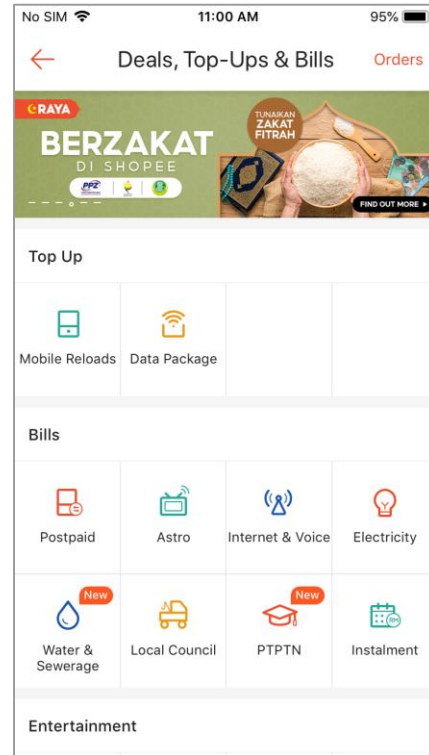 No SIM 11:00 AM 95%
Deals, Top-Ups & Bills Orders
RAYA
BERZAKAT
DI SHOPEE
PPZ
TUNAIKAN
ZAKAT
FITRAH
FIND OUT MORE
Top Up
Mobile Reloads Data Package
Bills
Postpaid Astro Internet & Voice Electricity
New New
Water & Local Council PTPTN Instalment
Sewerage
RM
Entertainment